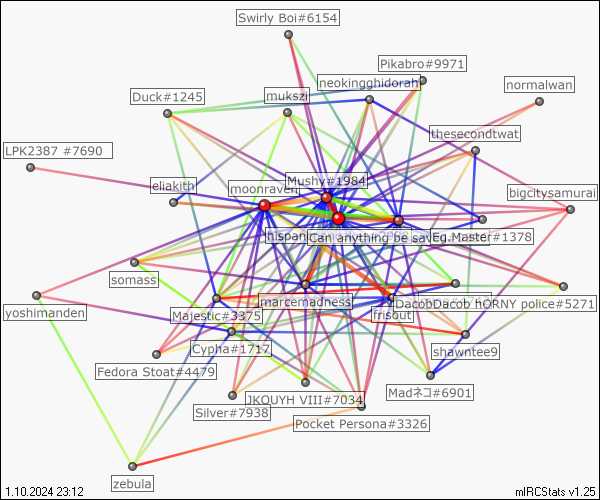 Swirly Boi#6154
Pikabro#9971
neokingghidorah
normalwan
Duck#1245
mukszi
thesecondtwat
LPK2387 #7690
Mushy#1984
eliakith
moonraven
bigcitysamurai
hispan
Can anything be save
Eg.Master#1378
somass
marcemadness
DacobDacob
hORNY police#5271
yoshimanden
Majestic#3375
frisout
Cypha#1717
shawntee9
Fedora Stoat#4479
Madネコ#6901
JKOUYH VIII#7034
Silver#7938
Pocket Persona#3326
zebula
1.10.2024 23:12
mIRCStats v1.25